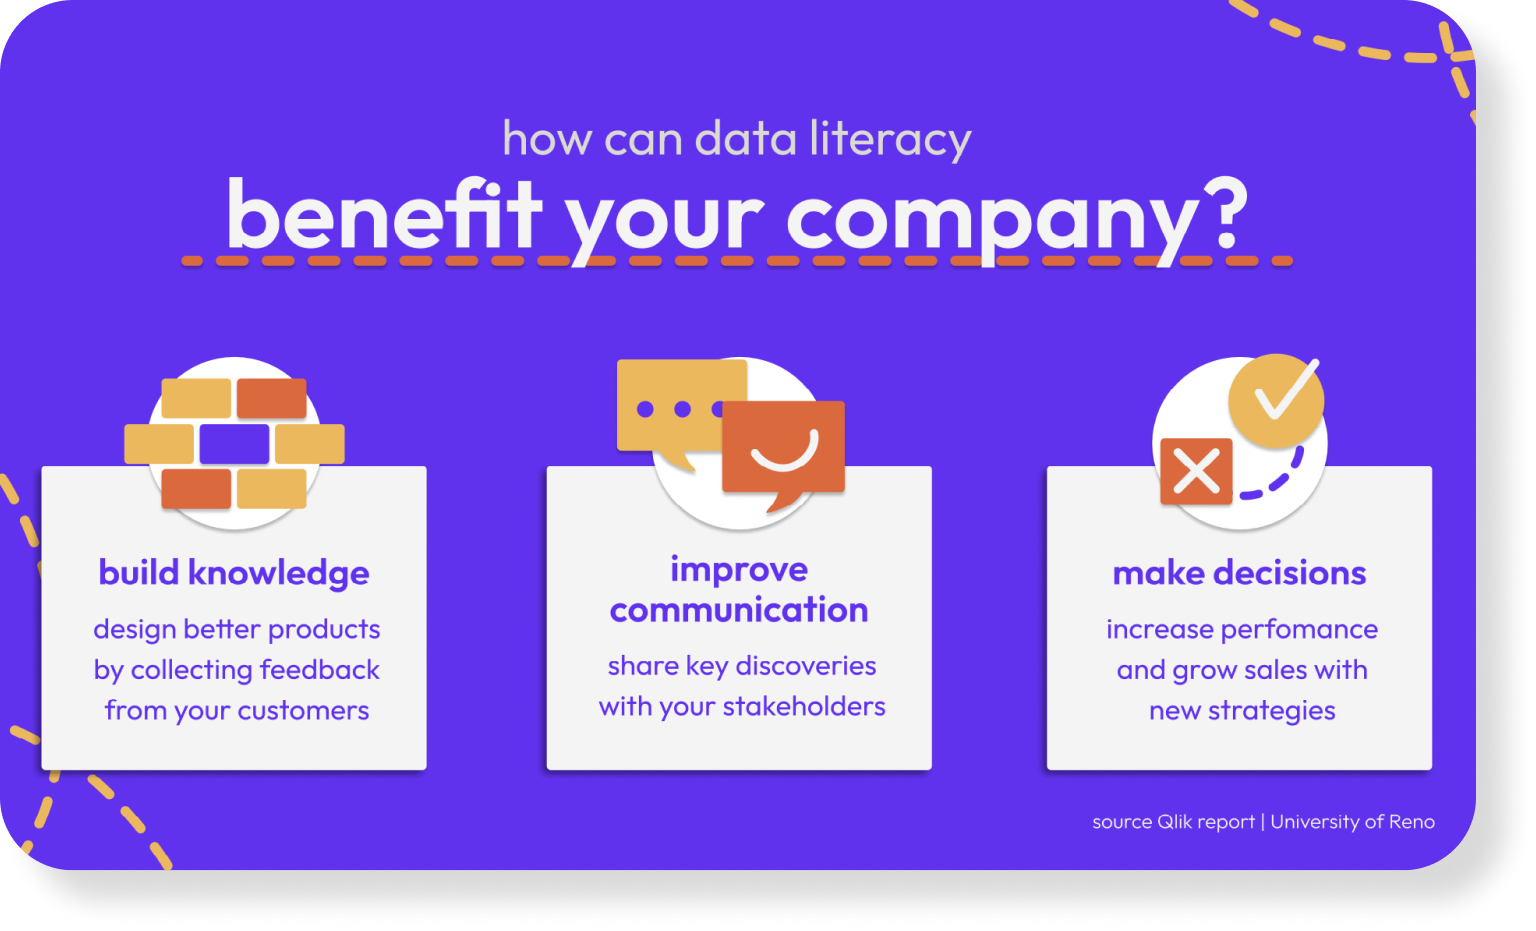 how can data literacy
benefit your company?
build knowledge
design better products
by collecting feedback
from your customers
improve
communication
share key discoveries
with your stakeholders
make decisions
increase perfomance
and grow sales with
new strategies
source Qlik report | University of Reno